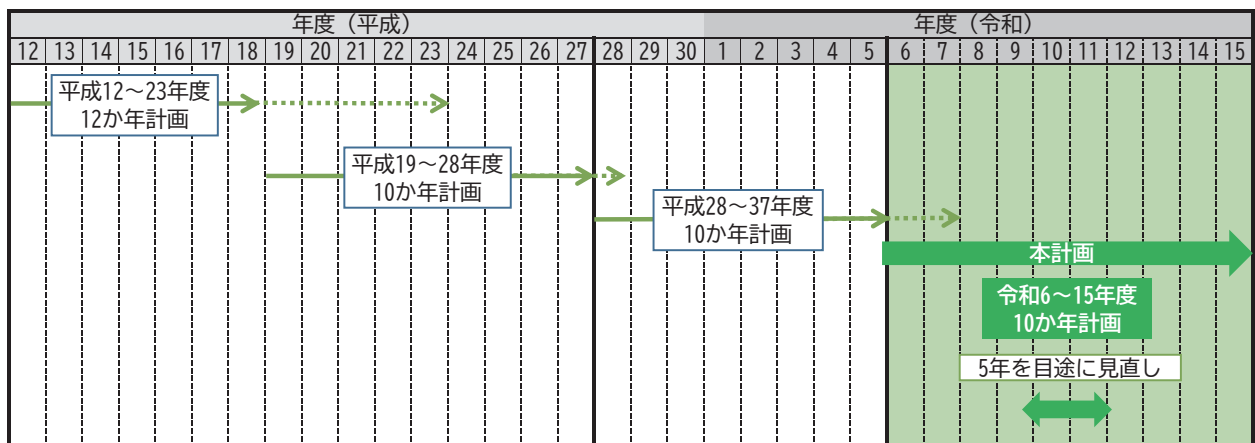 年度（平成） 年度（令和）
12 13 14 15 16 17 18 19 20 21 22 23 24 25 26 27 28 29 30 1 2 3 4 5 6 7 8 9 10 11 12 13 14 15
平成12～23年度
12か年計画
平成19～28年度
10か年計画
平成28～37年度
10か年計画
本計画
令和6～15年度
10か年計画
5年を目途に見直し